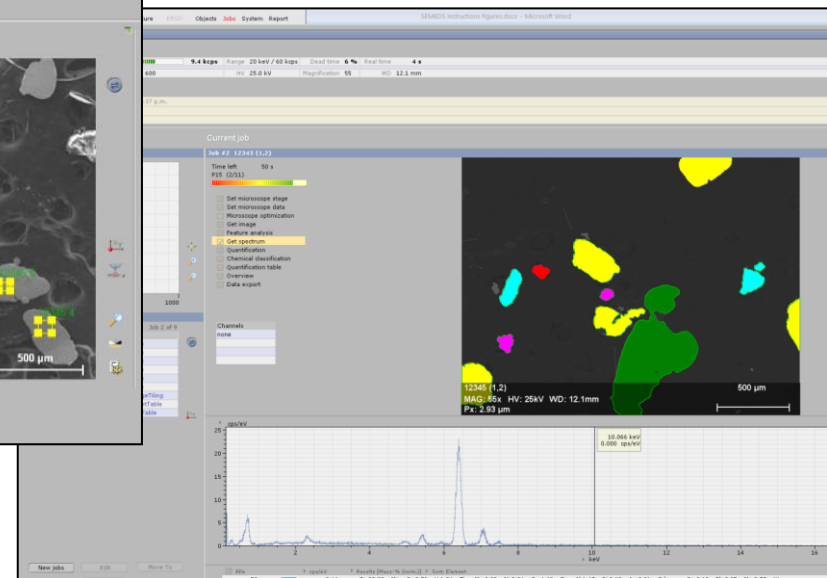 Objects Jobs System Report
SEMIDS instructions figures.docx - Microsoft Word
9.4 kcps Range 20 keV / 60 kcps Dead time 6 % Real time 4 s
600 HV 25.0 kV Magnification 55 WD 12.1 mm
p.m.
Current job
Job #2 12345 (1,2)
Time left 50 s
P15 (2/11)
Set microscope stage
Set microscope data
Microscope optimization
Get image
Feature analysis
Get spectrum
Quantification
Chemical classification
Quantification table
Overview
Data export
1000
Job 2 of 9
Channels
none
500 µm
12345 (1,2)
MAG: 55x HV: 25kV WD: 12.1mm
Px: 2.93 µm
500 µm
cps/eV
25
20
15
10
5
0
10.066 keV
0.000 cps/eV
2 4 6 8 10 12 14 16
keV
New jobs Edit Move To